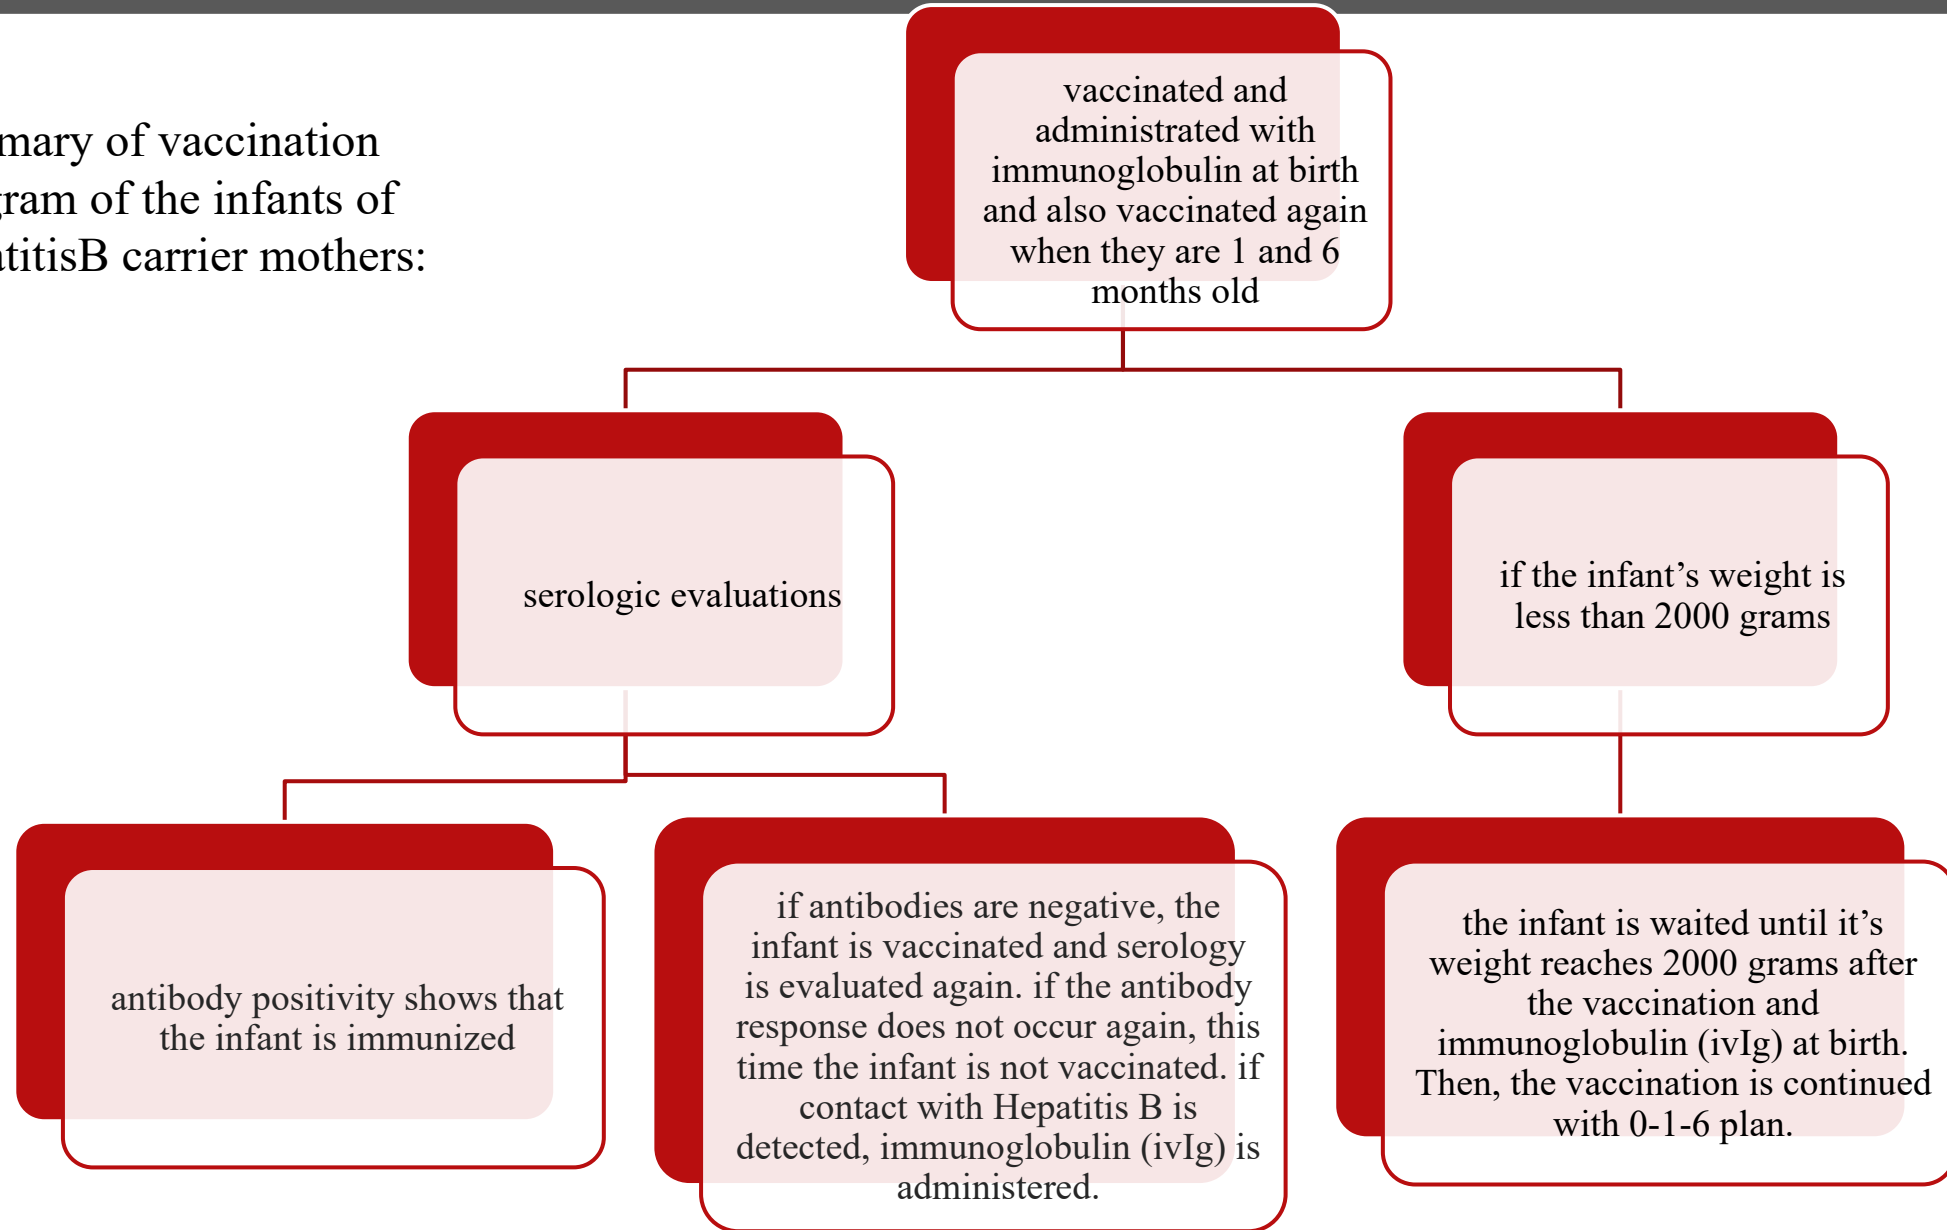 mary of vaccination
gram of the infants of
atitisB carrier mothers:
vaccinated and
administrated with
immunoglobulin at birth
and also vaccinated again
when they are 1 and 6
months old
serologic evaluations
if the infant’s weight is
less than 2000 grams
antibody positivity shows that
the infant is immunized
if antibodies are negative, the
infant is vaccinated and serology
is evaluated again. if the antibody
response does not occur again, this
time the infant is not vaccinated. if
contact with Hepatitis B is
detected, immunoglobulin (ivIg) is
administered.
the infant is waited until it’s
weight reaches 2000 grams after
the vaccination and
immunoglobulin (ivIg) at birth.
Then, the vaccination is continued
with 0-1-6 plan.